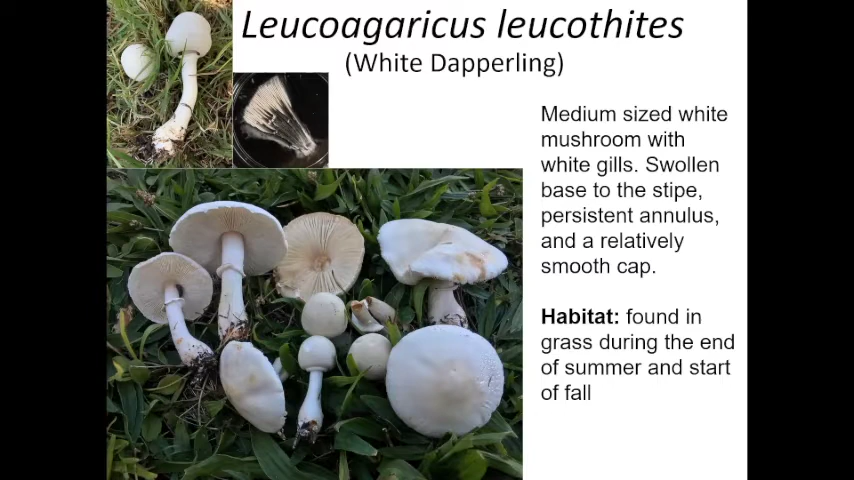 Leucoagaricus leucothites
(White Dapperling)
Medium sized white
mushroom with
white gills. Swollen
base to the stipe,
persistent annulus,
and a relatively
smooth cap.
Habitat: found in
grass during the end
of summer and start
of fall